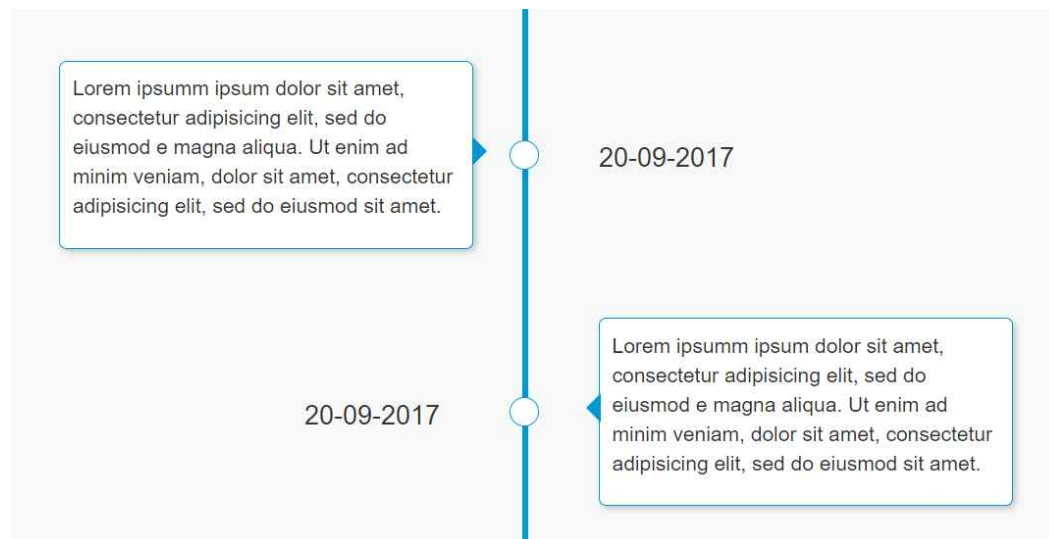 Lorem ipsumm ipsum dolor sit amet,
consectetur adipisicing elit, sed do
eiusmod e magna aliqua. Ut enim ad
minim veniam, dolor sit amet, consectetur
adipisicing elit, sed do eiusmod sit amet.
20-09-2017
20-09-2017
Lorem ipsumm ipsum dolor sit amet,
consectetur adipisicing elit, sed do
eiusmod e magna aliqua. Ut enim ad
minim veniam, dolor sit amet, consectetur
adipisicing elit, sed do eiusmod sit amet.